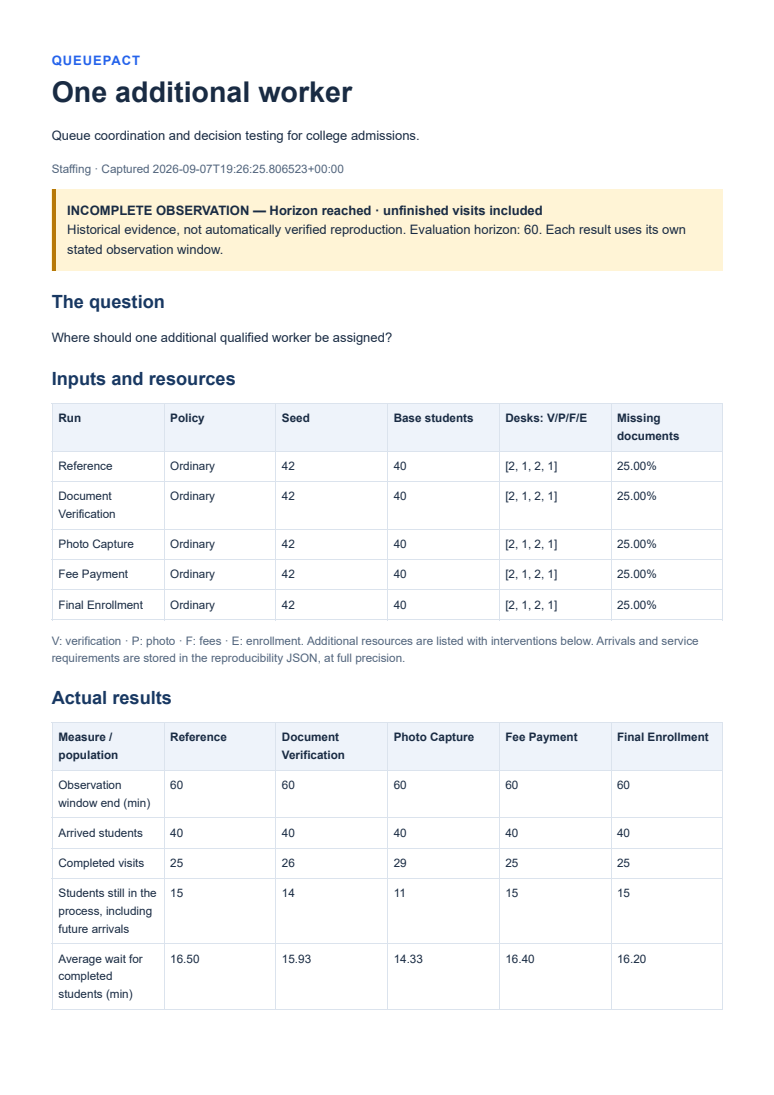 QUEUEPACT
One additional worker
Queue coordination and decision testing for college admissions.
Staffing · Captured 2026-09-07T19:26:25.806523+00:00
INCOMPLETE OBSERVATION — Horizon reached · unfinished visits included
Historical evidence, not automatically verified reproduction. Evaluation horizon: 60. Each result uses its own
stated observation window.
The question
Where should one additional qualified worker be assigned?
Inputs and resources
Run Policy Seed Base students Desks: V/P/F/E Missing
documents
Reference Ordinary 42 40 [2, 1, 2, 1] 25.00%
Document Ordinary 42 40 [2, 1, 2, 1] 25.00%
Verification
Photo Capture Ordinary 42 40 [2, 1, 2, 1] 25.00%
Fee Payment Ordinary 42 40 [2, 1, 2, 1] 25.00%
Final Enrollment Ordinary 42 40 [2, 1, 2, 1] 25.00%
V: verification · P: photo · F: fees · E: enrollment. Additional resources are listed with interventions below. Arrivals and service
requirements are stored in the reproducibility JSON, at full precision.
Actual results
Measure / Reference Document Photo Capture Fee Payment Final Enrollment
population Verification
Observation 60 60 60 60 60
window end (min)
Arrived students 40 40 40 40 40
Completed visits 25 26 29 25 25
Students still in the 15 14 11 15 15
process, including
future arrivals
Average wait for 16.50 15.93 14.33 16.40 16.20
completed
students (min)